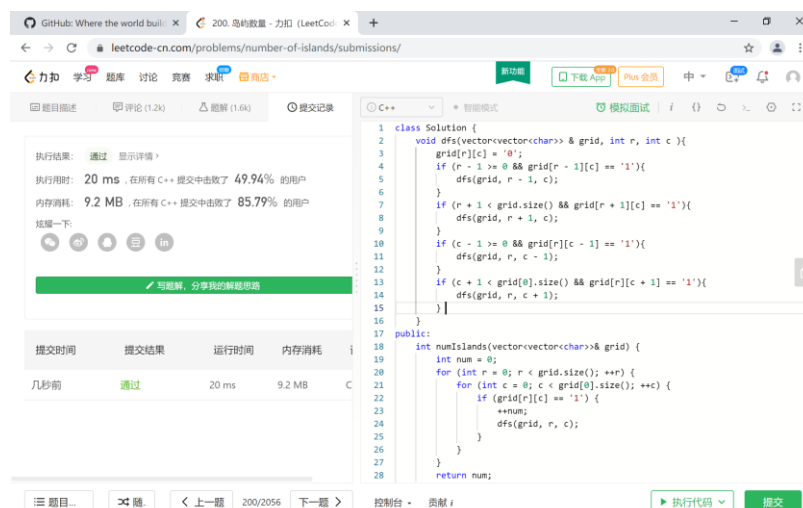 GitHub: Where the world build
200. 岛屿数量 - 力扣（LeetCode
leetcode-cn.com/problems/number-of-islands/submissions/
力扣 学习 题库 讨论 竞赛 求职 商店 新功能 下载 App Plus 会员 中
题目描述 评论 (1.2k) 题解 (1.6k) 提交记录 C++ 智能模式 模拟面试 i {}
执行结果： 通过 显示详情 >
执行用时： 20 ms , 在所有 C++ 提交中击败了 49.94% 的用户
内存消耗： 9.2 MB , 在所有 C++ 提交中击败了 85.79% 的用户
炫耀一下:
豆 in
写题解，分享我的解题思路
提交时间 提交结果 运行时间 内存消耗
几秒前 通过 20 ms 9.2 MB C
1 class Solution {
2 void dfs(vector<vector<char>> & grid, int r, int c ){
3 grid[r][c] = '0';
4 if (r - 1 >= 0 && grid[r - 1][c] == '1'){
5 dfs(grid, r - 1, c);
6 }
7 if (r + 1 < grid.size() && grid[r + 1][c] == '1'){
8 dfs(grid, r + 1, c);
9 }
10 if (c - 1 >= 0 && grid[r][c - 1] == '1'){
11 dfs(grid, r, c - 1);
12 }
13 if (c + 1 < grid[0].size() && grid[r][c + 1] == '1'){
14 dfs(grid, r, c + 1);
15 }
16 }
17 public:
18 int numIslands(vector<vector<char>>& grid) {
19 int num = 0;
20 for (int r = 0; r < grid.size(); ++r) {
21 for (int c = 0; c < grid[0].size(); ++c) {
22 if (grid[r][c] == '1') {
23 ++num;
24 dfs(grid, r, c);
25 }
26 }
27 }
28 return num;
题目... 随. 上一题 200/2056 下一题 控制台 贡献 i 执行代码 提交